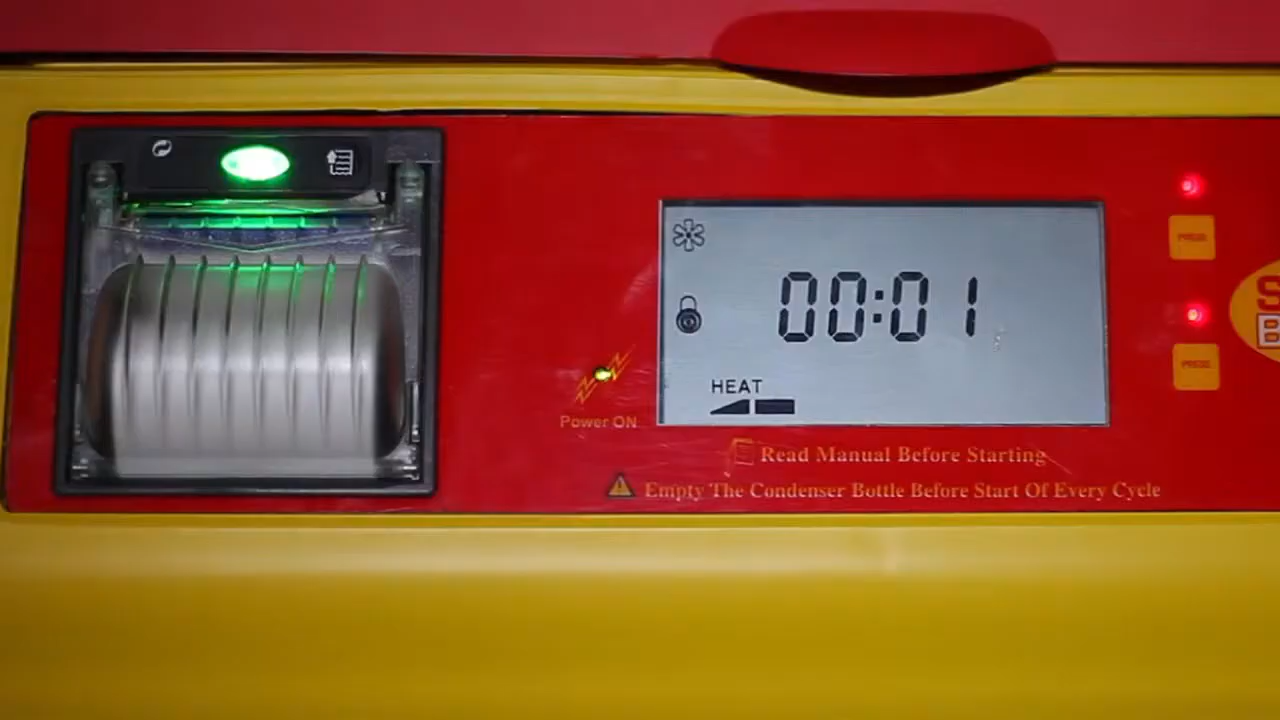 00:01
HEAT
Power ON
Read Manual Before Starting
Empty The Condenser Bottle Before Start Of Every Cycle